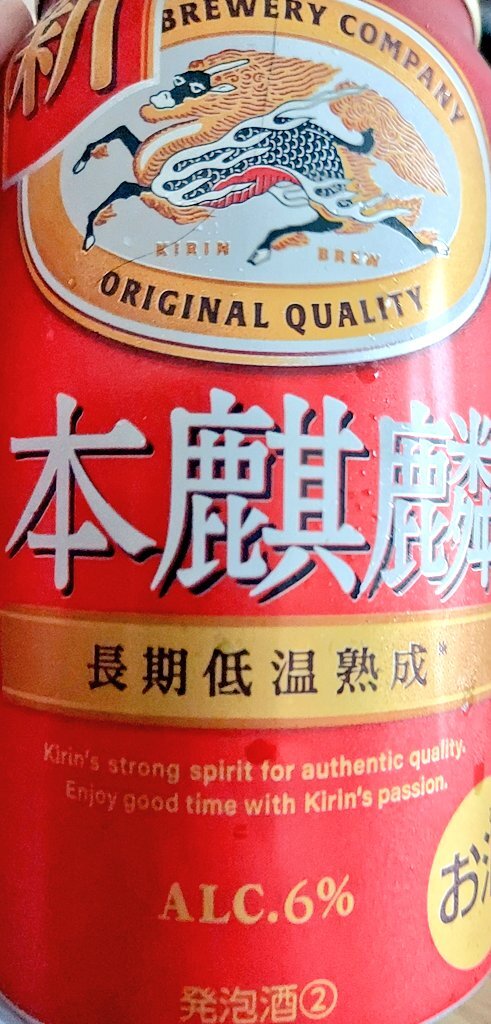 新
BREWERY COMPANY
KIRIN BREW
ORIGINAL QUALITY
本麒麟
長期低温熟成※
Kirin's strong spirit for authentic quality.
Enjoy good time with Kirin's passion.
ALC.6%
お
発泡酒②